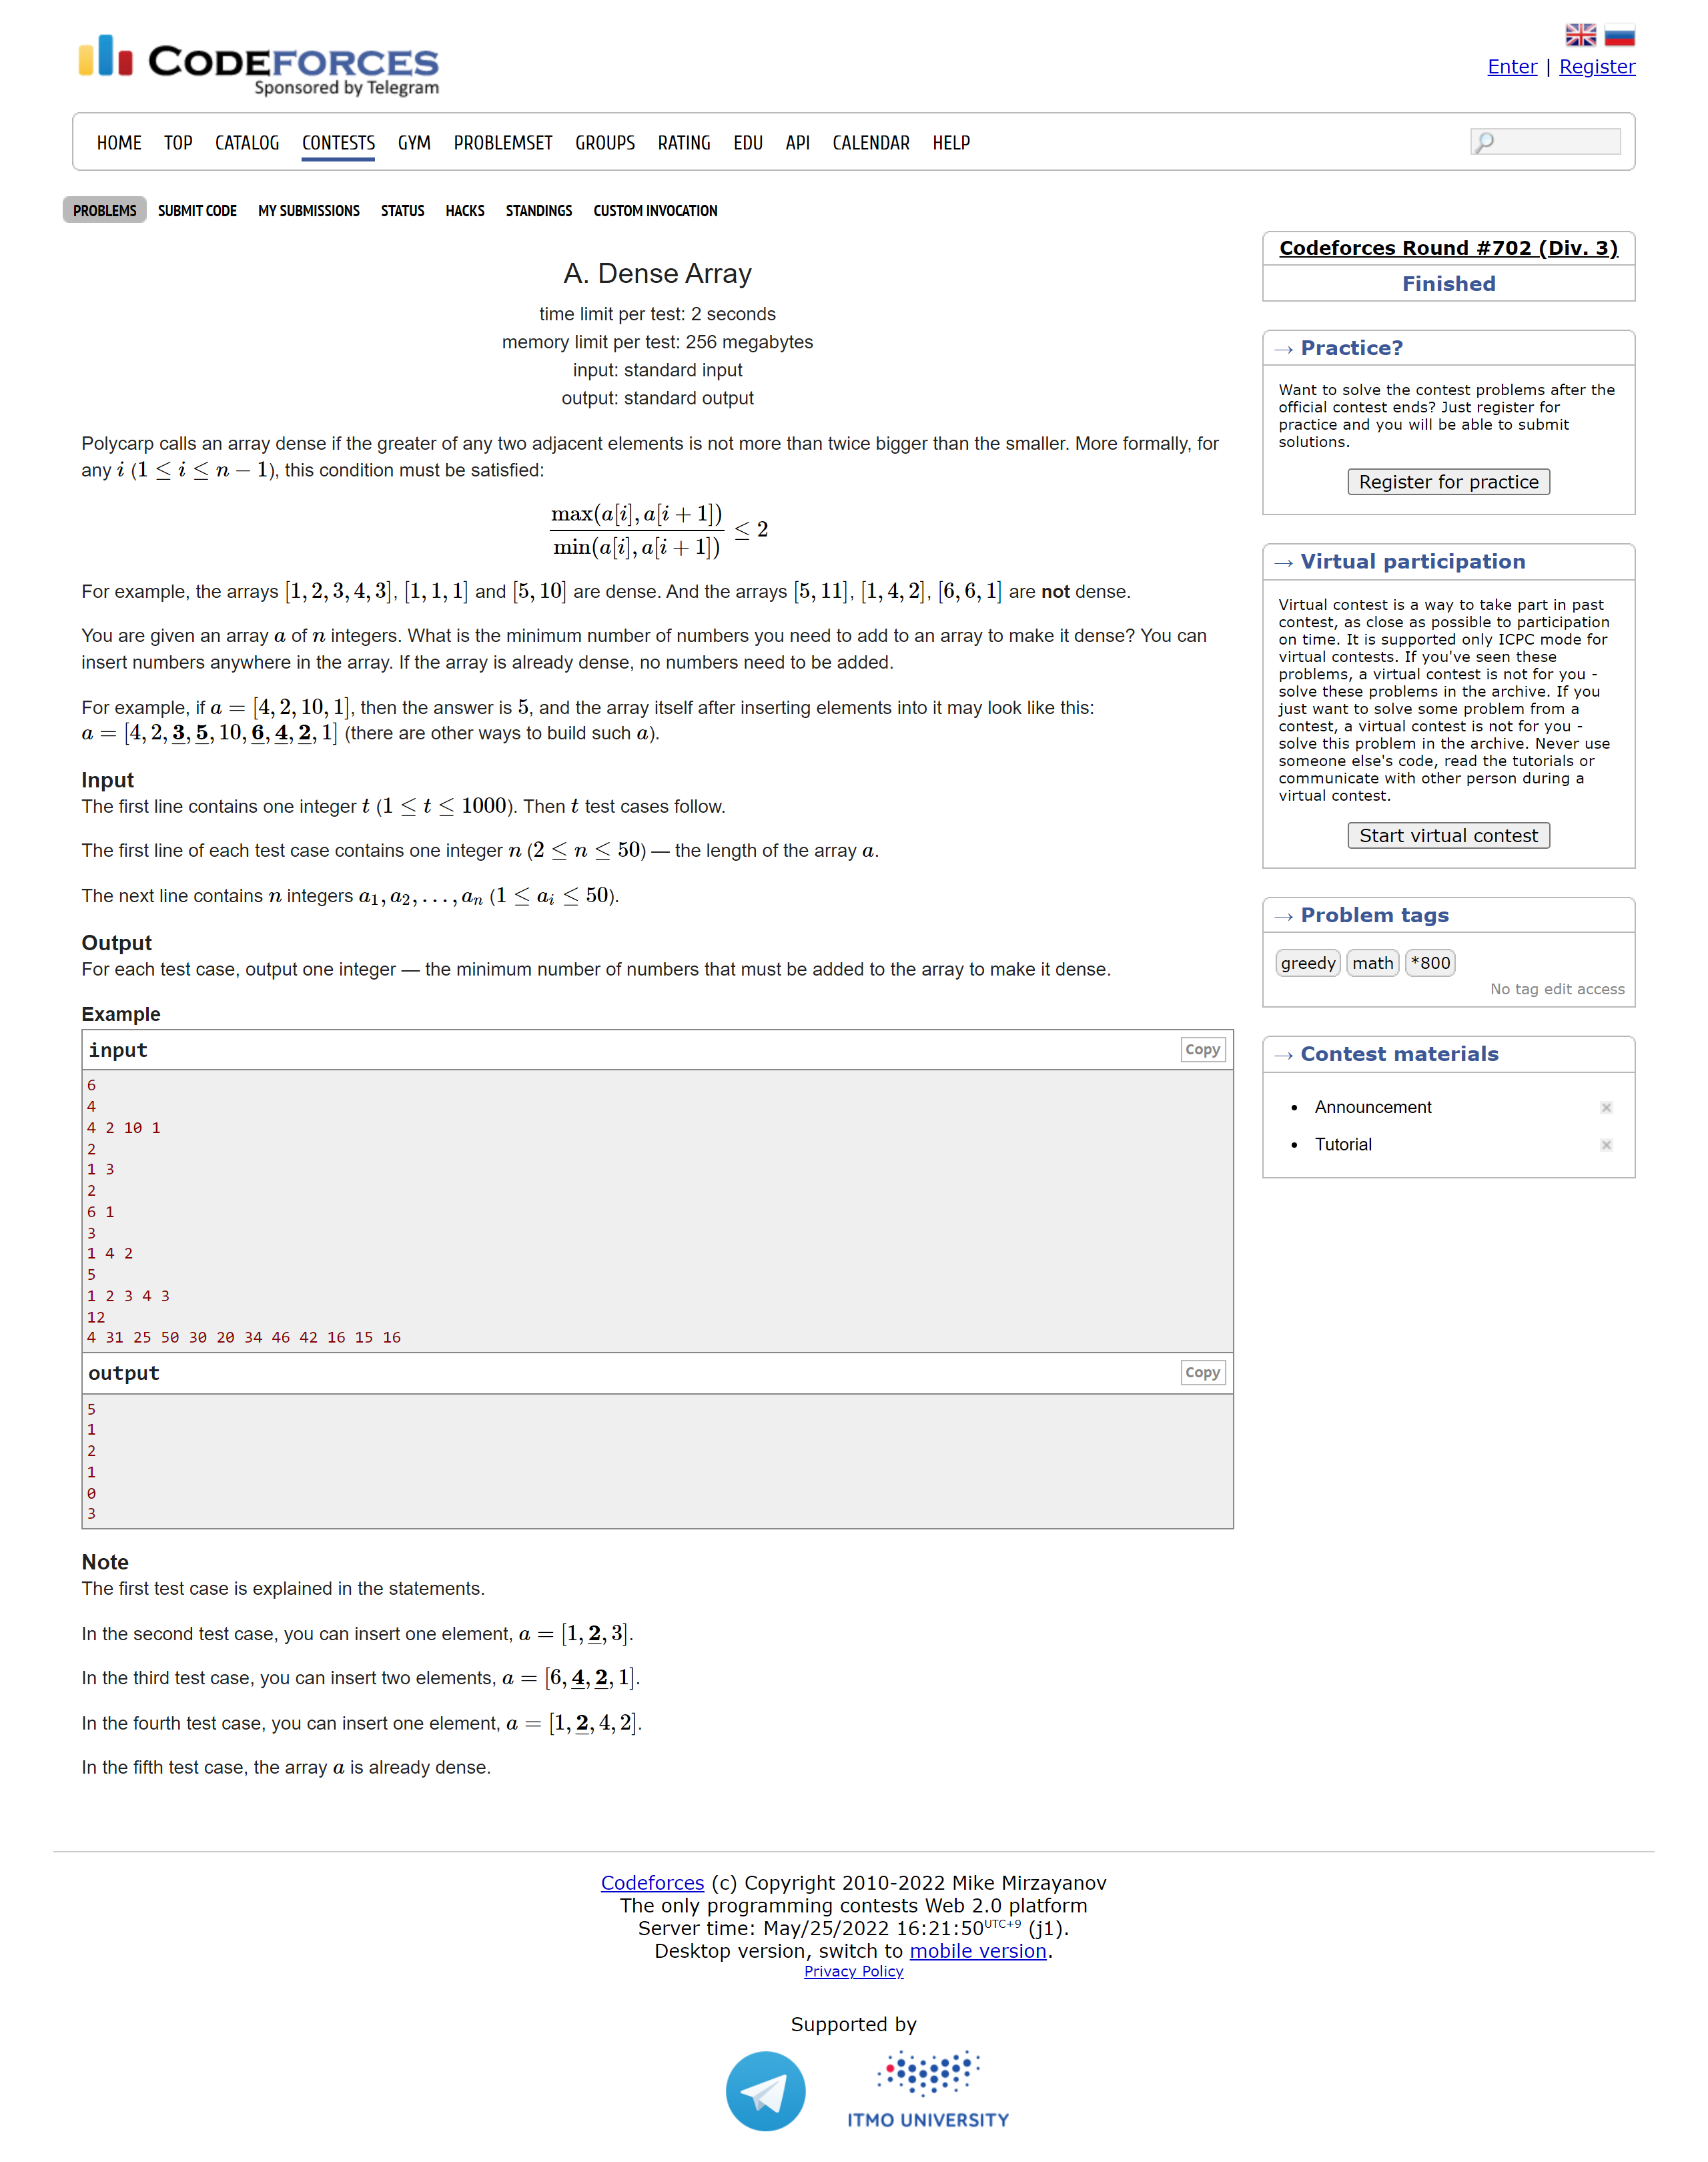 CODEFORCES
Sponsored by Telegram
Enter | Register
HOME TOP CATALOG CONTESTS GYM PROBLEMSET GROUPS RATING EDU API CALENDAR HELP
PROBLEMS SUBMIT CODE MY SUBMISSIONS STATUS HACKS STANDINGS CUSTOM INVOCATION
A. Dense Array
time limit per test: 2 seconds
memory limit per test: 256 megabytes
input: standard input
output: standard output
Polycarp calls an array dense if the greater of any two adjacent elements is not more than twice bigger than the smaller. More formally, for
any i (1 ≤ i ≤ n − 1), this condition must be satisfied:
max(a[i], a[i + 1])
min(a[i], a[i + 1])
≤ 2
For example, the arrays [1, 2, 3, 4, 3], [1, 1, 1] and [5, 10] are dense. And the arrays [5, 11], [1, 4, 2], [6, 6, 1] are not dense.
You are given an array a of n integers. What is the minimum number of numbers you need to add to an array to make it dense? You can
insert numbers anywhere in the array. If the array is already dense, no numbers need to be added.
For example, if a = [4, 2, 10, 1], then the answer is 5, and the array itself after inserting elements into it may look like this:
a = [4, 2, 3, 5, 10, 6, 4, 2, 1] (there are other ways to build such a).
Input
The first line contains one integer t (1 ≤ t ≤ 1000). Then t test cases follow.
The first line of each test case contains one integer n (2 ≤ n ≤ 50) — the length of the array a.
The next line contains n integers a1, a2, …, an (1 ≤ ai ≤ 50).
Output
For each test case, output one integer — the minimum number of numbers that must be added to the array to make it dense.
Example
input
Copy
6
4
4 2 10 1
2
1 3
2
6 1
3
1 4 2
5
1 2 3 4 3
12
4 31 25 50 30 20 34 46 42 16 15 16
output
Copy
5
1
2
1
0
3
Note
The first test case is explained in the statements.
In the second test case, you can insert one element, a = [1, 2, 3].
In the third test case, you can insert two elements, a = [6, 4, 2, 1].
In the fourth test case, you can insert one element, a = [1, 2, 4, 2].
In the fifth test case, the array a is already dense.
Codeforces Round #702 (Div. 3)
Finished
→ Practice?
Want to solve the contest problems after the
official contest ends? Just register for
practice and you will be able to submit
solutions.
Register for practice
→ Virtual participation
Virtual contest is a way to take part in past
contest, as close as possible to participation
on time. It is supported only ICPC mode for
virtual contests. If you've seen these
problems, a virtual contest is not for you -
solve these problems in the archive. If you
just want to solve some problem from a
contest, a virtual contest is not for you -
solve this problem in the archive. Never use
someone else's code, read the tutorials or
communicate with other person during a
virtual contest.
Start virtual contest
→ Problem tags
greedy math *800
No tag edit access
→ Contest materials
• Announcement
• Tutorial
Codeforces (c) Copyright 2010-2022 Mike Mirzayanov
The only programming contests Web 2.0 platform
Server time: May/25/2022 16:21:50 UTC+9 (j1).
Desktop version, switch to mobile version.
Privacy Policy
Supported by
ITMO UNIVERSITY